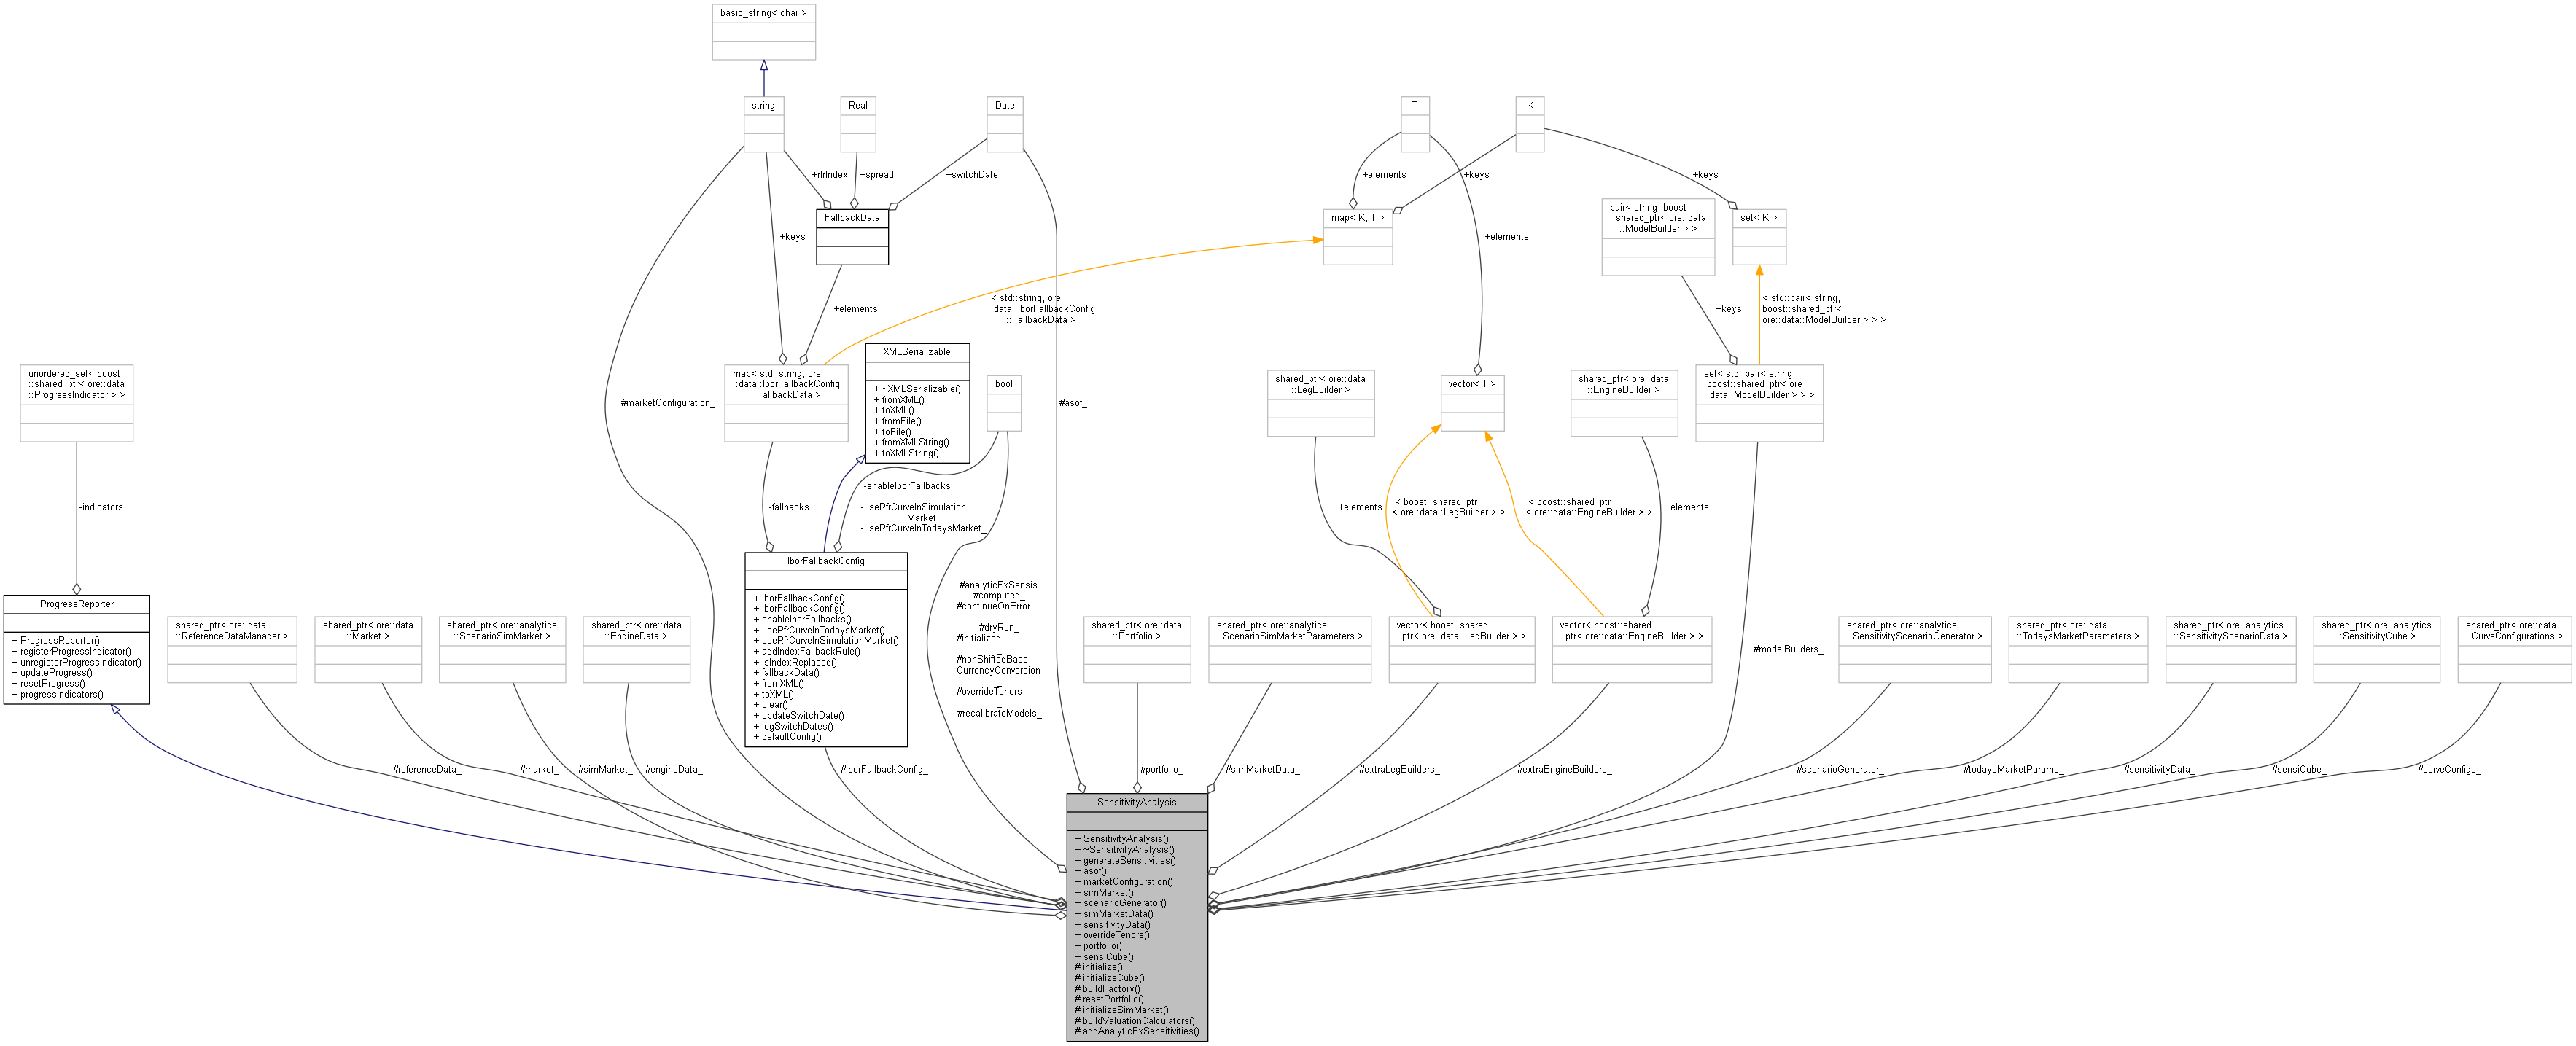 basic_string< char >
string
Real
Date
T
K
+rfrIndex
+spread
+switchDate
+elements
+keys
+keys
pair< string, boost
::shared_ptr< ore::data
::ModelBuilder > >
FallbackData
map< K, T >
set< K >
+keys
+elements
< std::string, ore
::data::IborFallbackConfig
::FallbackData >
+elements
+keys
< std::pair< string,
boost::shared_ptr<
ore::data::ModelBuilder > > >
unordered_set< boost
::shared_ptr< ore::data
::ProgressIndicator > >
#marketConfiguration_
map< std::string, ore
::data::IborFallbackConfig
::FallbackData >
XMLSerializable
+ ~XMLSerializable()
+ fromXML()
+ toXML()
+ fromFile()
+ toFile()
+ fromXMLString()
+ toXMLString()
bool
#asof_
shared_ptr< ore::data
::LegBuilder >
vector< T >
shared_ptr< ore::data
::EngineBuilder >
set< std::pair< string,
boost::shared_ptr< ore
::data::ModelBuilder > > >
-indicators_
-fallbacks_
-enableIborFallbacks
_
-useRfrCurveInSimulation
Market_
-useRfrCurveInTodaysMarket_
+elements
< boost::shared_ptr
< ore::data::LegBuilder > >
< boost::shared_ptr
< ore::data::EngineBuilder > >
+elements
ProgressReporter
+ ProgressReporter()
+ registerProgressIndicator()
+ unregisterProgressIndicator()
+ updateProgress()
+ resetProgress()
+ progressIndicators()
shared_ptr< ore::data
::ReferenceDataManager >
shared_ptr< ore::data
::Market >
shared_ptr< ore::analytics
::ScenarioSimMarket >
shared_ptr< ore::data
::EngineData >
IborFallbackConfig
+ IborFallbackConfig()
+ IborFallbackConfig()
+ enableIborFallbacks()
+ useRfrCurveInTodaysMarket()
+ useRfrCurveInSimulationMarket()
+ addIndexFallbackRule()
+ isIndexReplaced()
+ fallbackData()
+ fromXML()
+ toXML()
+ clear()
+ updateSwitchDate()
+ logSwitchDates()
+ defaultConfig()
#analyticFxSensis_
#computed_
#continueOnError
_
#dryRun_
#initialized
_
#nonShiftedBase
CurrencyConversion
_
#overrideTenors
_
#recalibrateModels_
shared_ptr< ore::data
::Portfolio >
shared_ptr< ore::analytics
::ScenarioSimMarketParameters >
vector< boost::shared
_ptr< ore::data::LegBuilder > >
vector< boost::shared
_ptr< ore::data::EngineBuilder > >
#modelBuilders_
shared_ptr< ore::analytics
::SensitivityScenarioGenerator >
shared_ptr< ore::data
::TodaysMarketParameters >
shared_ptr< ore::analytics
::SensitivityScenarioData >
shared_ptr< ore::analytics
::SensitivityCube >
shared_ptr< ore::data
::CurveConfigurations >
#referenceData_
#market_
#simMarket_
#engineData_
#iborFallbackConfig_
#portfolio_
#simMarketData_
#extraLegBuilders_
#extraEngineBuilders_
#scenarioGenerator_
#todaysMarketParams_
#sensitivityData_
#sensiCube_
#curveConfigs_
SensitivityAnalysis
+ SensitivityAnalysis()
+ ~SensitivityAnalysis()
+ generateSensitivities()
+ asof()
+ marketConfiguration()
+ simMarket()
+ scenarioGenerator()
+ simMarketData()
+ sensitivityData()
+ overrideTenors()
+ portfolio()
+ sensiCube()
# initialize()
# initializeCube()
# buildFactory()
# resetPortfolio()
# initializeSimMarket()
# buildValuationCalculators()
# addAnalyticFxSensitivities()